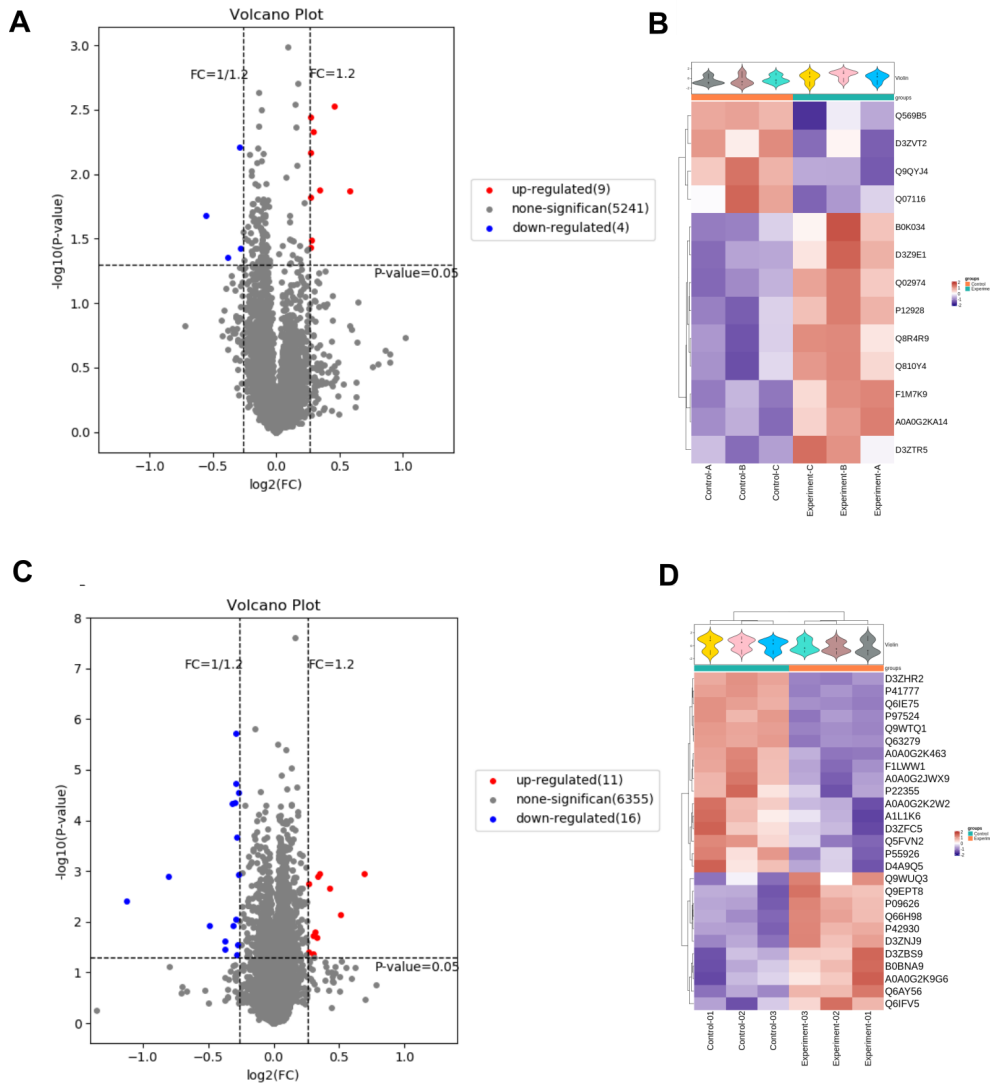 A
Volcano Plot
FC=1/1.2
FC=1.2
P-value=0.05
3.0
2.5
2.0
1.5
1.0
0.5
0.0
-log10(P-value)
−1.0
−0.5
0.0
0.5
1.0
log2(FC)
up-regulated(9)
none-significan(5241)
down-regulated(4)
B
Violin
groups
Q569B5
D3ZVT2
Q9QYJ4
Q07116
B0K034
D3Z9E1
Q02974
P12928
Q8R4R9
Q810Y4
F1M7K9
A0A0G2KA14
D3ZTR5
Control-A
Control-B
Control-C
Experiment-C
Experiment-B
Experiment-A
groups
Control
Experime
C
Volcano Plot
FC=1/1.2
FC=1.2
P-value=0.05
8
7
6
5
4
3
2
1
0
-log10(P-value)
−1.0
−0.5
0.0
0.5
1.0
log2(FC)
up-regulated(11)
none-significan(6355)
down-regulated(16)
D
Violin
groups
D3ZHR2
P41777
Q6IE75
P97524
Q9WTQ1
Q63279
A0A0G2K463
F1LWW1
A0A0G2JWX9
P22355
A0A0G2K2W2
A1L1K6
D3ZFC5
Q5FVN2
P55926
D4A9Q5
Q9WUQ3
Q9EPT8
P09626
Q66H98
P42930
D3ZNJ9
D3ZBS9
B0BNA9
A0A0G2K9G6
Q6AY56
Q6IFV5
Control-01
Control-02
Control-03
Experiment-03
Experiment-02
Experiment-01
groups
Control
Experime